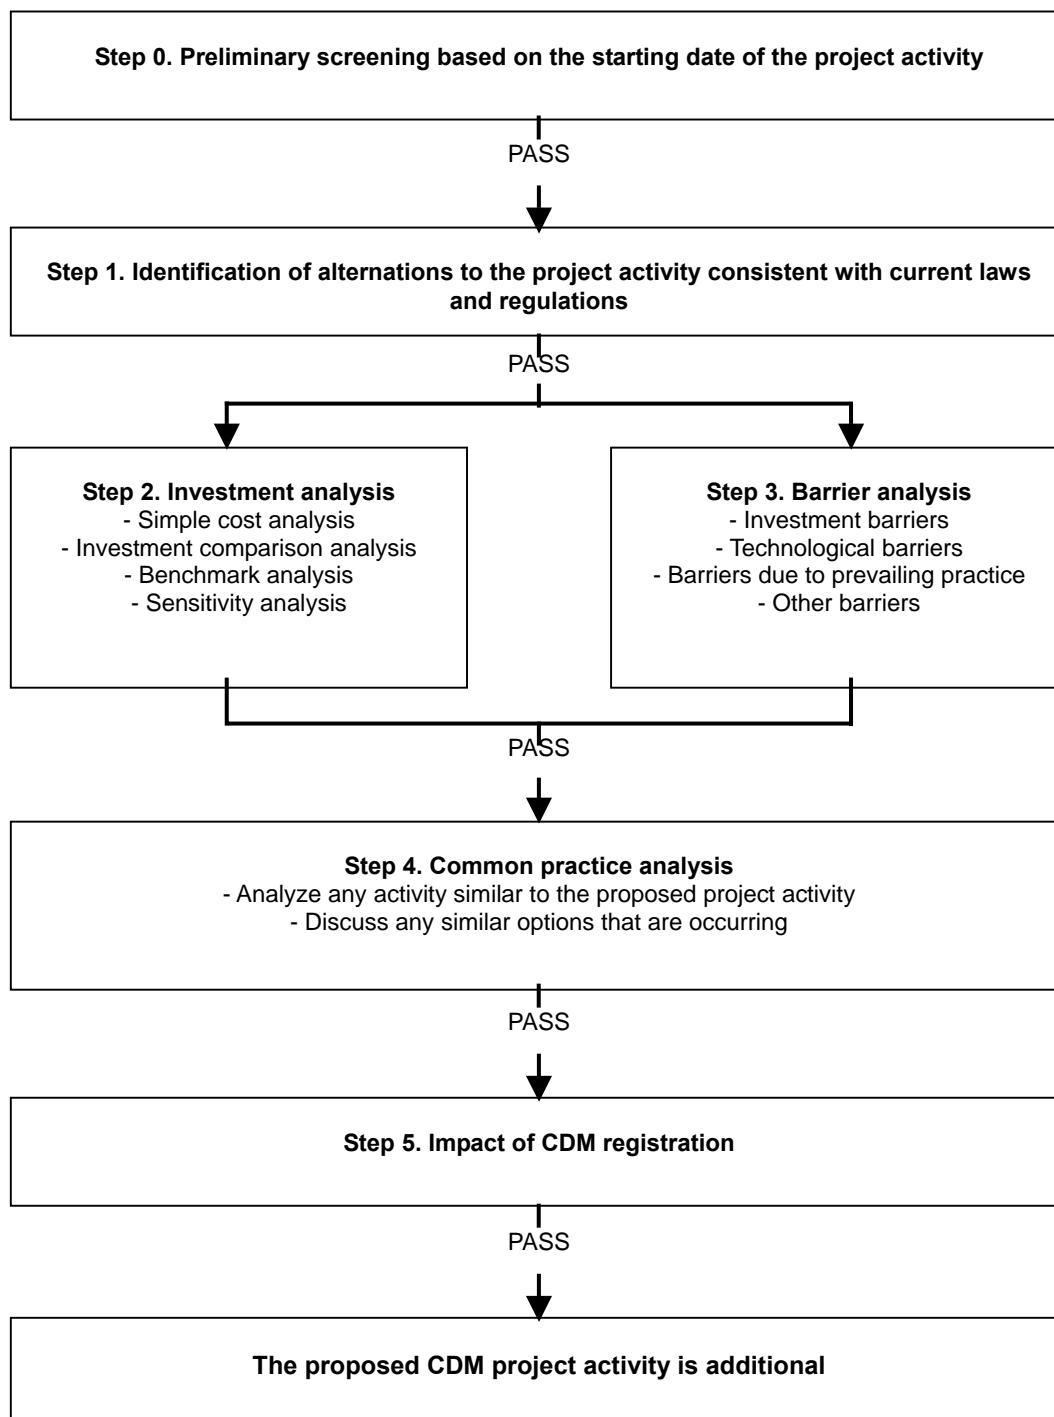 Step 0. Preliminary screening based on the starting date of the project activity
PASS
Step 1. Identification of alternations to the project activity consistent with current laws
and regulations
PASS
Step 2. Investment analysis
- Simple cost analysis
- Investment comparison analysis
- Benchmark analysis
- Sensitivity analysis
Step 3. Barrier analysis
- Investment barriers
- Technological barriers
- Barriers due to prevailing practice
- Other barriers
PASS
Step 4. Common practice analysis
- Analyze any activity similar to the proposed project activity
- Discuss any similar options that are occurring
PASS
Step 5. Impact of CDM registration
PASS
The proposed CDM project activity is additional